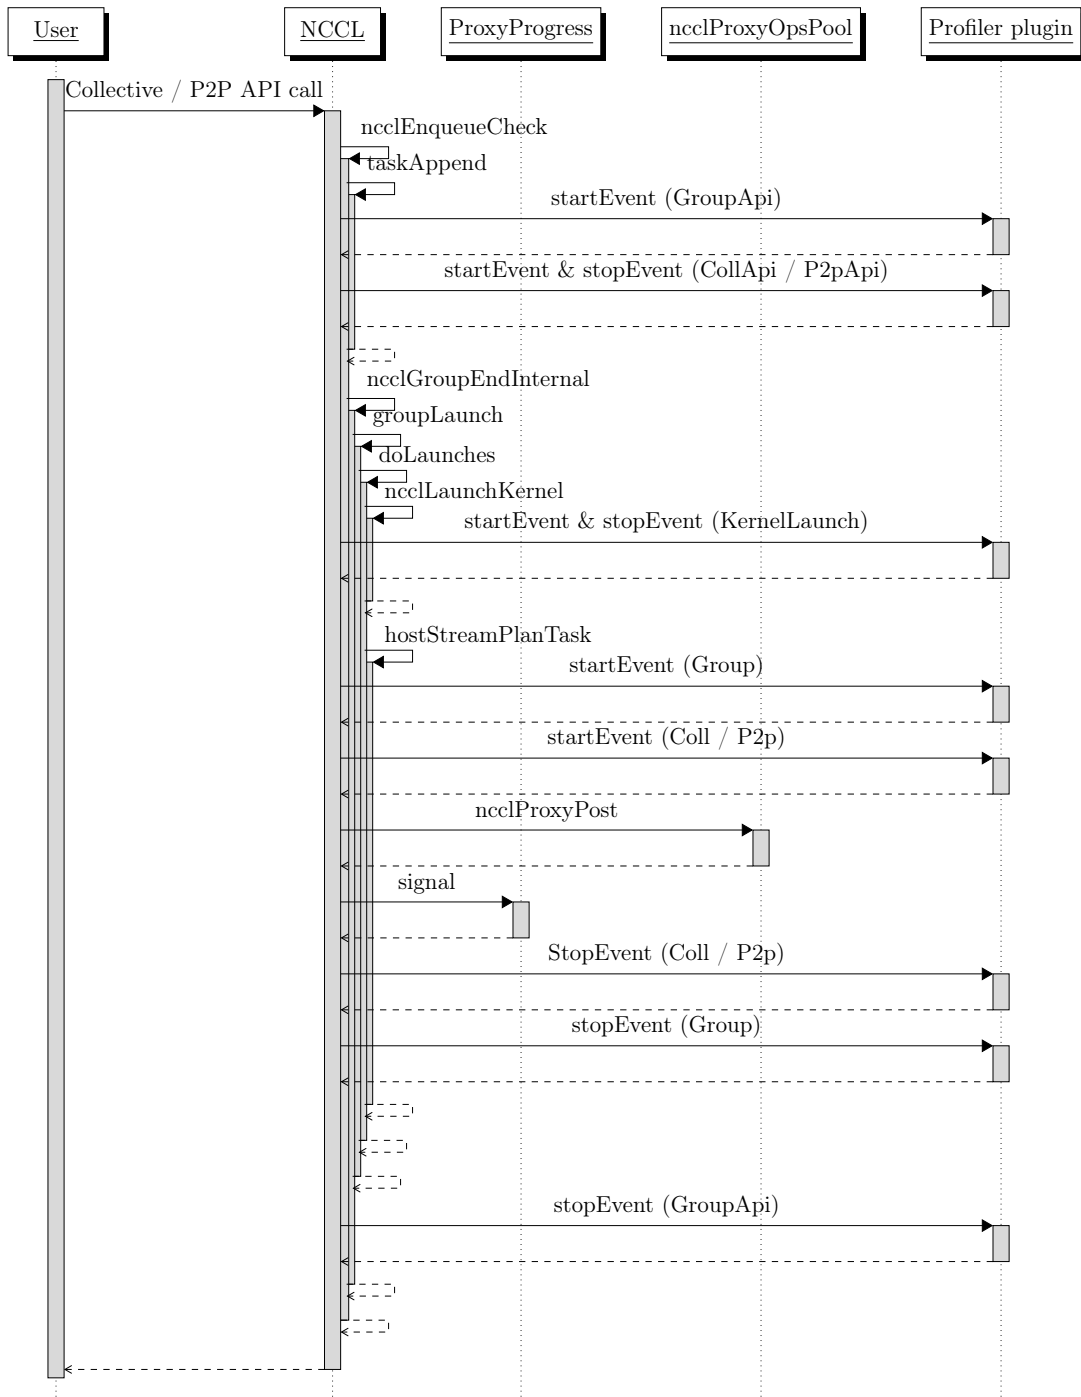 User
NCCL
ProxyProgress
ncclProxyOpsPool
Profiler plugin
Collective / P2P API call
ncclEnqueueCheck
taskAppend
startEvent (GroupApi)
startEvent & stopEvent (CollApi / P2pApi)
ncclGroupEndInternal
groupLaunch
doLaunches
ncclLaunchKernel
startEvent & stopEvent (KernelLaunch)
hostStreamPlanTask
startEvent (Group)
startEvent (Coll / P2p)
ncclProxyPost
signal
StopEvent (Coll / P2p)
stopEvent (Group)
stopEvent (GroupApi)